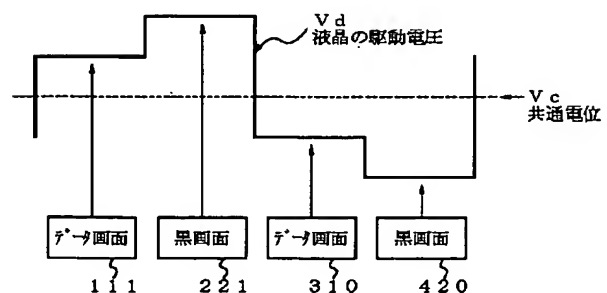 Vd
液晶の駆動電圧
Vc
共通電位
データ画面
黒画面
データ画面
黒画面
111
221
310
420